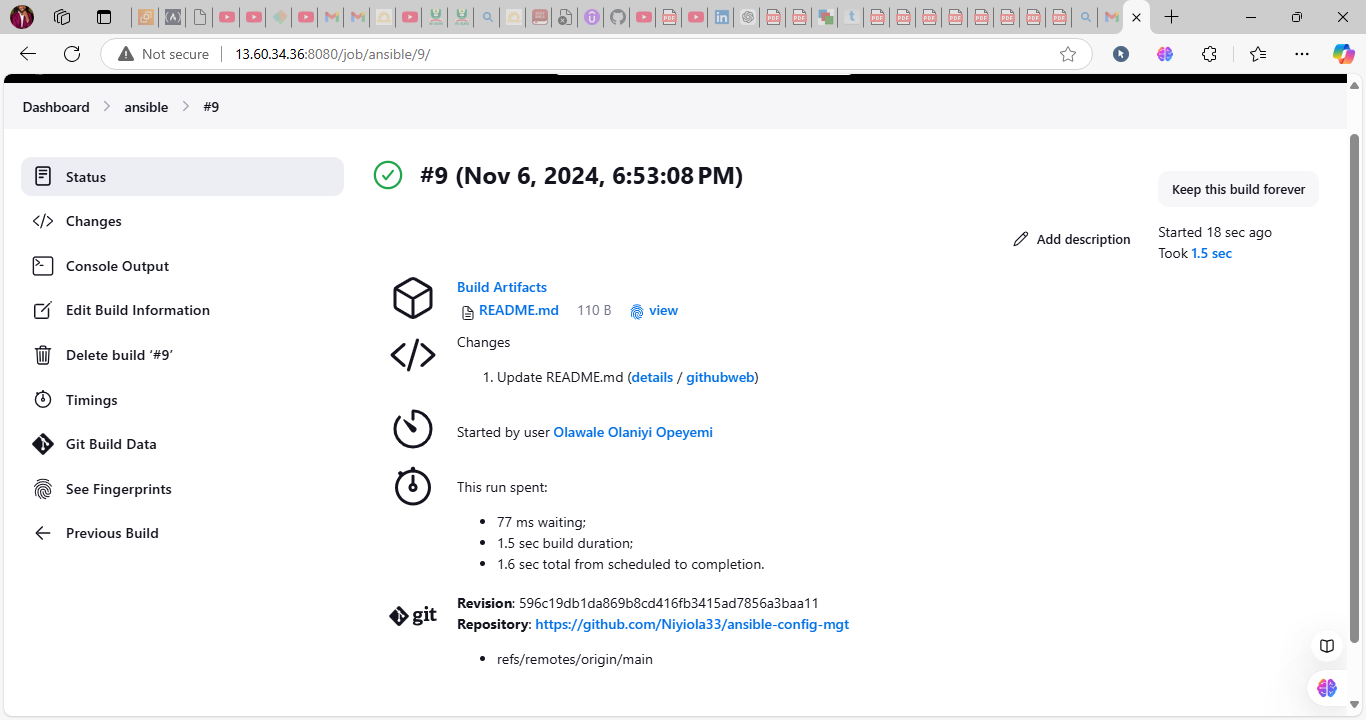 Not secure 13.60.34.36:8080/job/ansible/9/
Dashboard ansible #9
Status
Changes
Console Output
Edit Build Information
Delete build ‘#9’
Timings
Git Build Data
See Fingerprints
Previous Build
#9 (Nov 6, 2024, 6:53:08 PM)
Keep this build forever
Add description
Started 18 sec ago
Took 1.5 sec
Build Artifacts
README.md 110 B view
Changes
1. Update README.md (details / githubweb)
Started by user Olawale Olaniyi Opeyemi
This run spent:
• 77 ms waiting;
• 1.5 sec build duration;
• 1.6 sec total from scheduled to completion.
git
Revision: 596c19db1da869b8cd416fb3415ad7856a3baa11
Repository: https://github.com/Niyiola33/ansible-config-mgt
• refs/remotes/origin/main